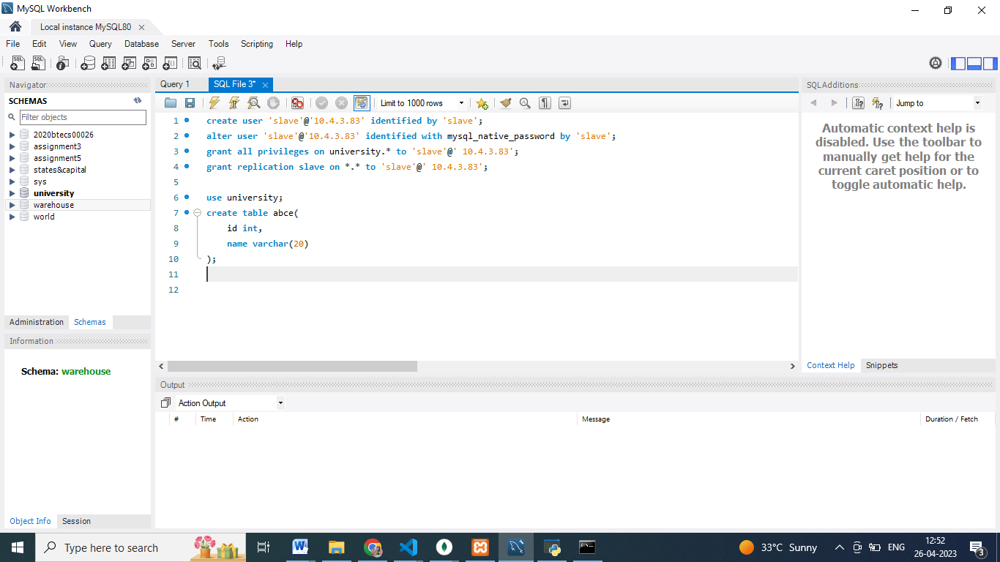 MySQL Workbench
Local instance MySQL80
File Edit View Query Database Server Tools Scripting Help
Navigator
SCHEMAS
Filter objects
2020btecs00026
assignment3
assignment5
states&capital
sys
university
warehouse
world
Administration Schemas
Information
Schema: warehouse
Object Info Session
Query 1 SQL File 3*
Limit to 1000 rows
1 create user 'slave'@'10.4.3.83' identified by 'slave';
2 alter user 'slave'@'10.4.3.83' identified with mysql_native_password by 'slave';
3 grant all privileges on university.* to 'slave'@' 10.4.3.83';
4 grant replication slave on *.* to 'slave'@' 10.4.3.83';
5
6 use university;
7 create table abce(
8 id int,
9 name varchar(20)
10 );
11
12
Output
Action Output
# Time Action Message Duration / Fetch
SQLAdditions
Jump to
Automatic context help is
disabled. Use the toolbar to
manually get help for the
current caret position or to
toggle automatic help.
Context Help Snippets
Type here to search
33°C Sunny
ENG
12:52
26-04-2023
3